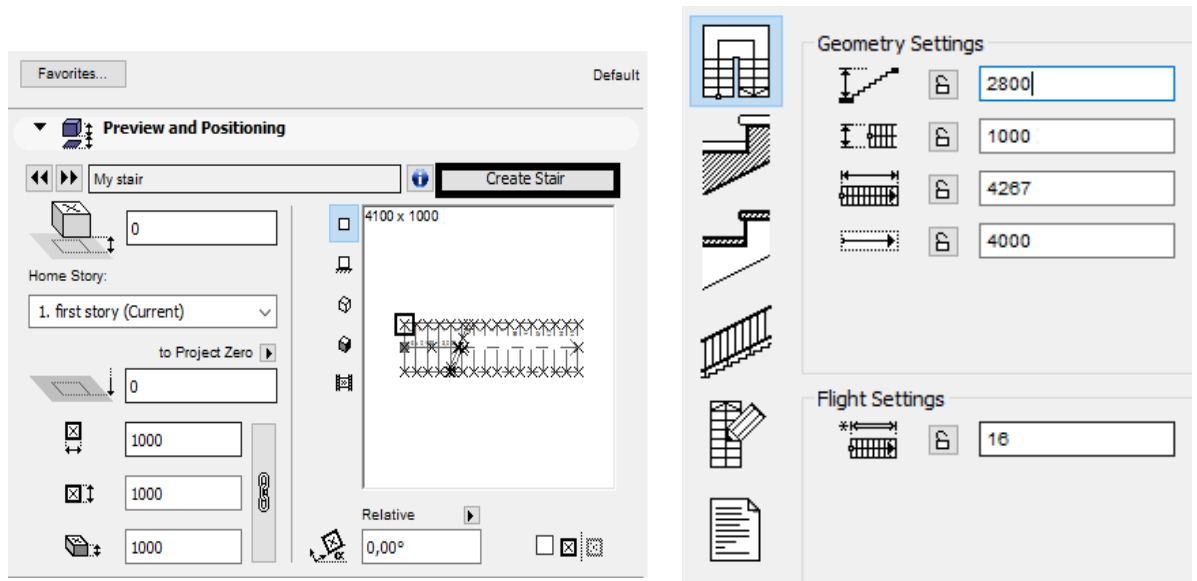 Favorites...
Default
Preview and Positioning
My stair
Create Stair
0
Home Story:
1. first story (Current)
to Project Zero
0
1000
1000
1000
4100 x 1000
Relative
α
0,00°
Geometry Settings
2800
1000
4267
4000
Flight Settings
*
16